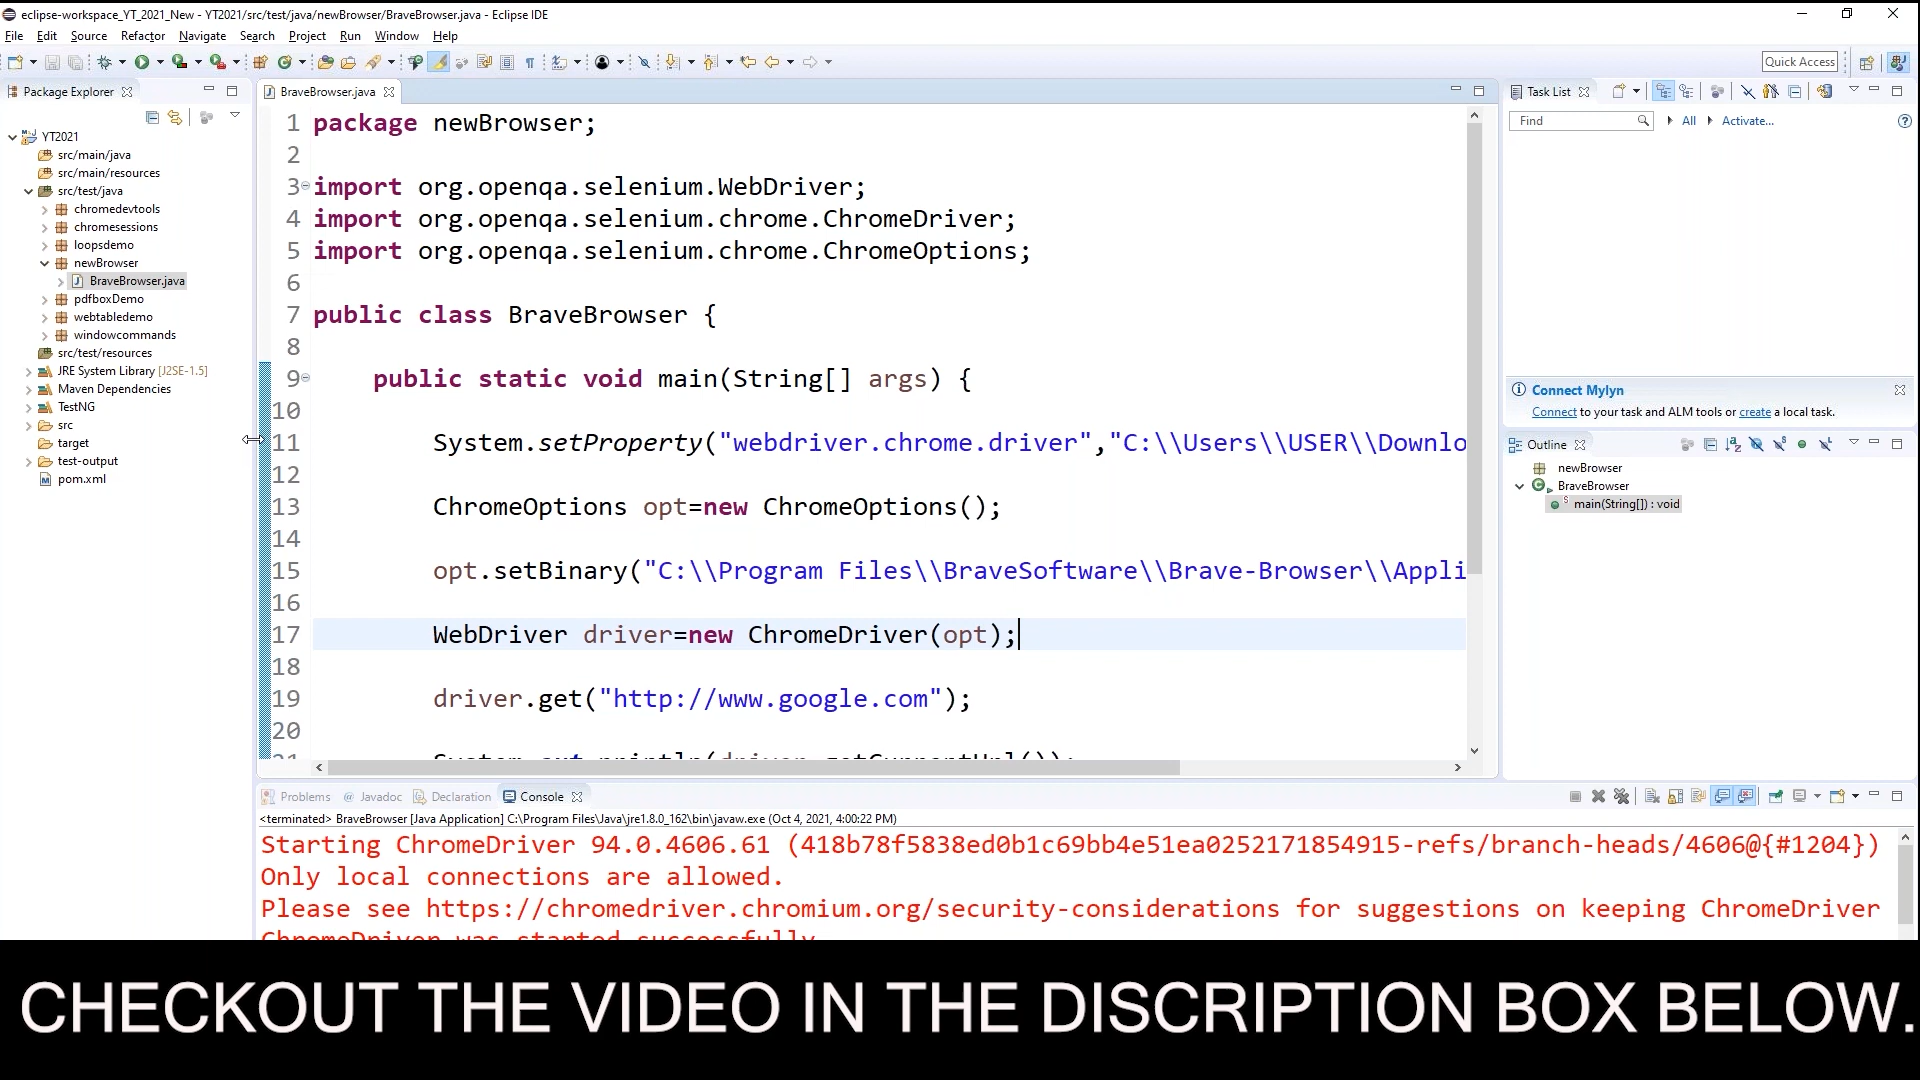 eclipse-workspace_YT_2021_New - YT2021/src/test/java/newBrowser/BraveBrowser.java - Eclipse IDE
File Edit Source Refactor Navigate Search Project Run Window Help
Quick Access
Package Explorer
YT2021
src/main/java
src/main/resources
src/test/java
chromedevtools
chromesessions
loopsdemo
newBrowser
BraveBrowser.java
pdfboxDemo
webtabledemo
windowcommands
src/test/resources
JRE System Library [J2SE-1.5]
Maven Dependencies
TestNG
src
target
test-output
pom.xml
BraveBrowser.java
1 package newBrowser;
2
3 import org.openqa.selenium.WebDriver;
4 import org.openqa.selenium.chrome.ChromeDriver;
5 import org.openqa.selenium.chrome.ChromeOptions;
6
7 public class BraveBrowser {
8
9 public static void main(String[] args) {
10
11 System.setProperty("webdriver.chrome.driver","C:\\Users\\USER\\Downlo
12
13 ChromeOptions opt=new ChromeOptions();
14
15 opt.setBinary("C:\\Program Files\\BraveSoftware\\Brave-Browser\\Appli
16
17 WebDriver driver=new ChromeDriver(opt);
18
19 driver.get("http://www.google.com");
20
21 System.out.println(driver.getCurrentUrl());
Task List
Find All Activate...
Connect Mylyn
Connect to your task and ALM tools or create a local task.
Outline
newBrowser
BraveBrowser
main(String[]) : void
Problems @ Javadoc Declaration Console
<terminated> BraveBrowser [Java Application] C:\Program Files\Java\jre1.8.0_162\bin\javaw.exe (Oct 4, 2021, 4:00:22 PM)
Starting ChromeDriver 94.0.4606.61 (418b78f5838ed0b1c69bb4e51ea0252171854915-refs/branch-heads/4606@{#1204})
Only local connections are allowed.
Please see https://chromedriver.chromium.org/security-considerations for suggestions on keeping ChromeDriver
ChromeDriver was started successfully
CHECKOUT THE VIDEO IN THE DISCRIPTION BOX BELOW.